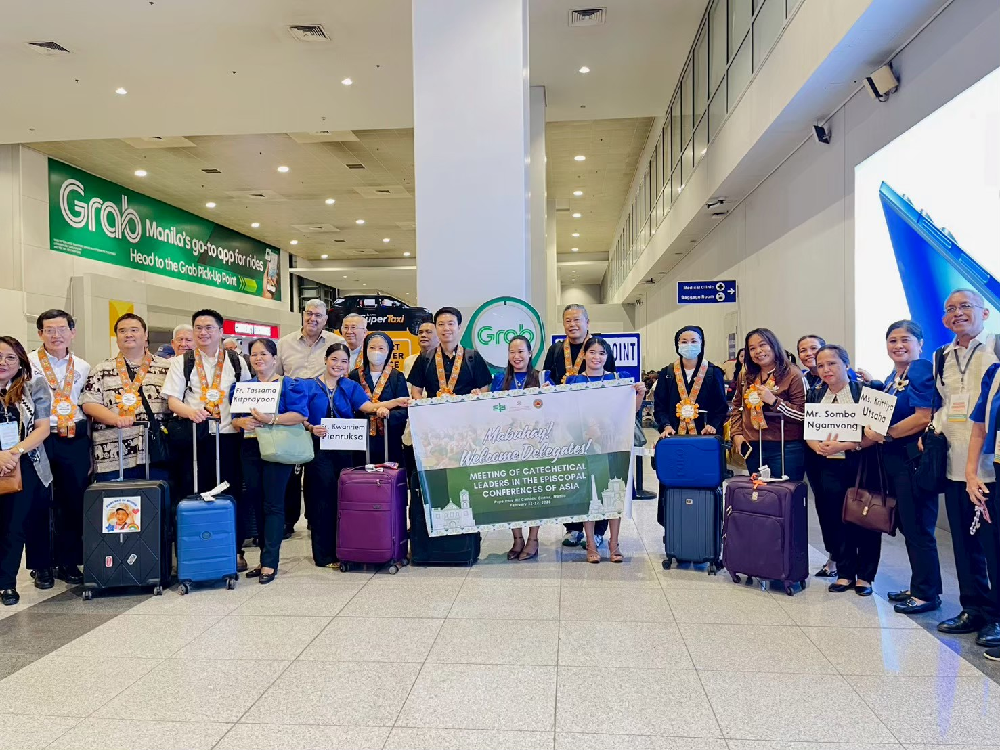 Grab
Manila's go-to app for rides
Head to the Grab Pick-Up Point
SuperTaxi
Grab
POINT
Medical Clinic
Baggage Room
Fr. Tassama
Kitprayoon
Fr. Kwanriem
Pienruksa
Mabuhay!
Welcome Delegates!
MEETING OF CATECHETICAL
LEADERS IN THE EPISCOPAL
CONFERENCES OF ASIA
Pope Pius XII Catholic Center, Manila
February 11-12, 2026
Mr. Somba
Ngamvong
Ms. Krittiya
Utsaha